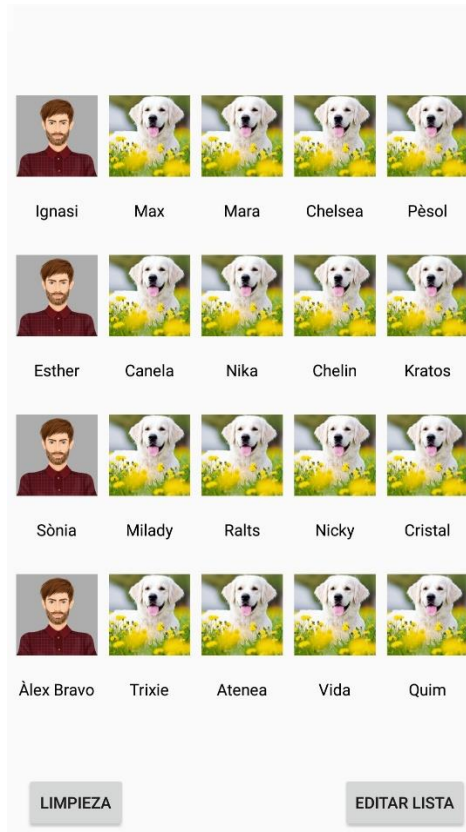 Ignasi Max Mara Chelsea Pèsol
Esther Canela Nika Chelin Kratos
Sònia Milady Ralts Nicky Cristal
Àlex Bravo Trixie Atenea Vida Quim
LIMPIEZA EDITAR LISTA